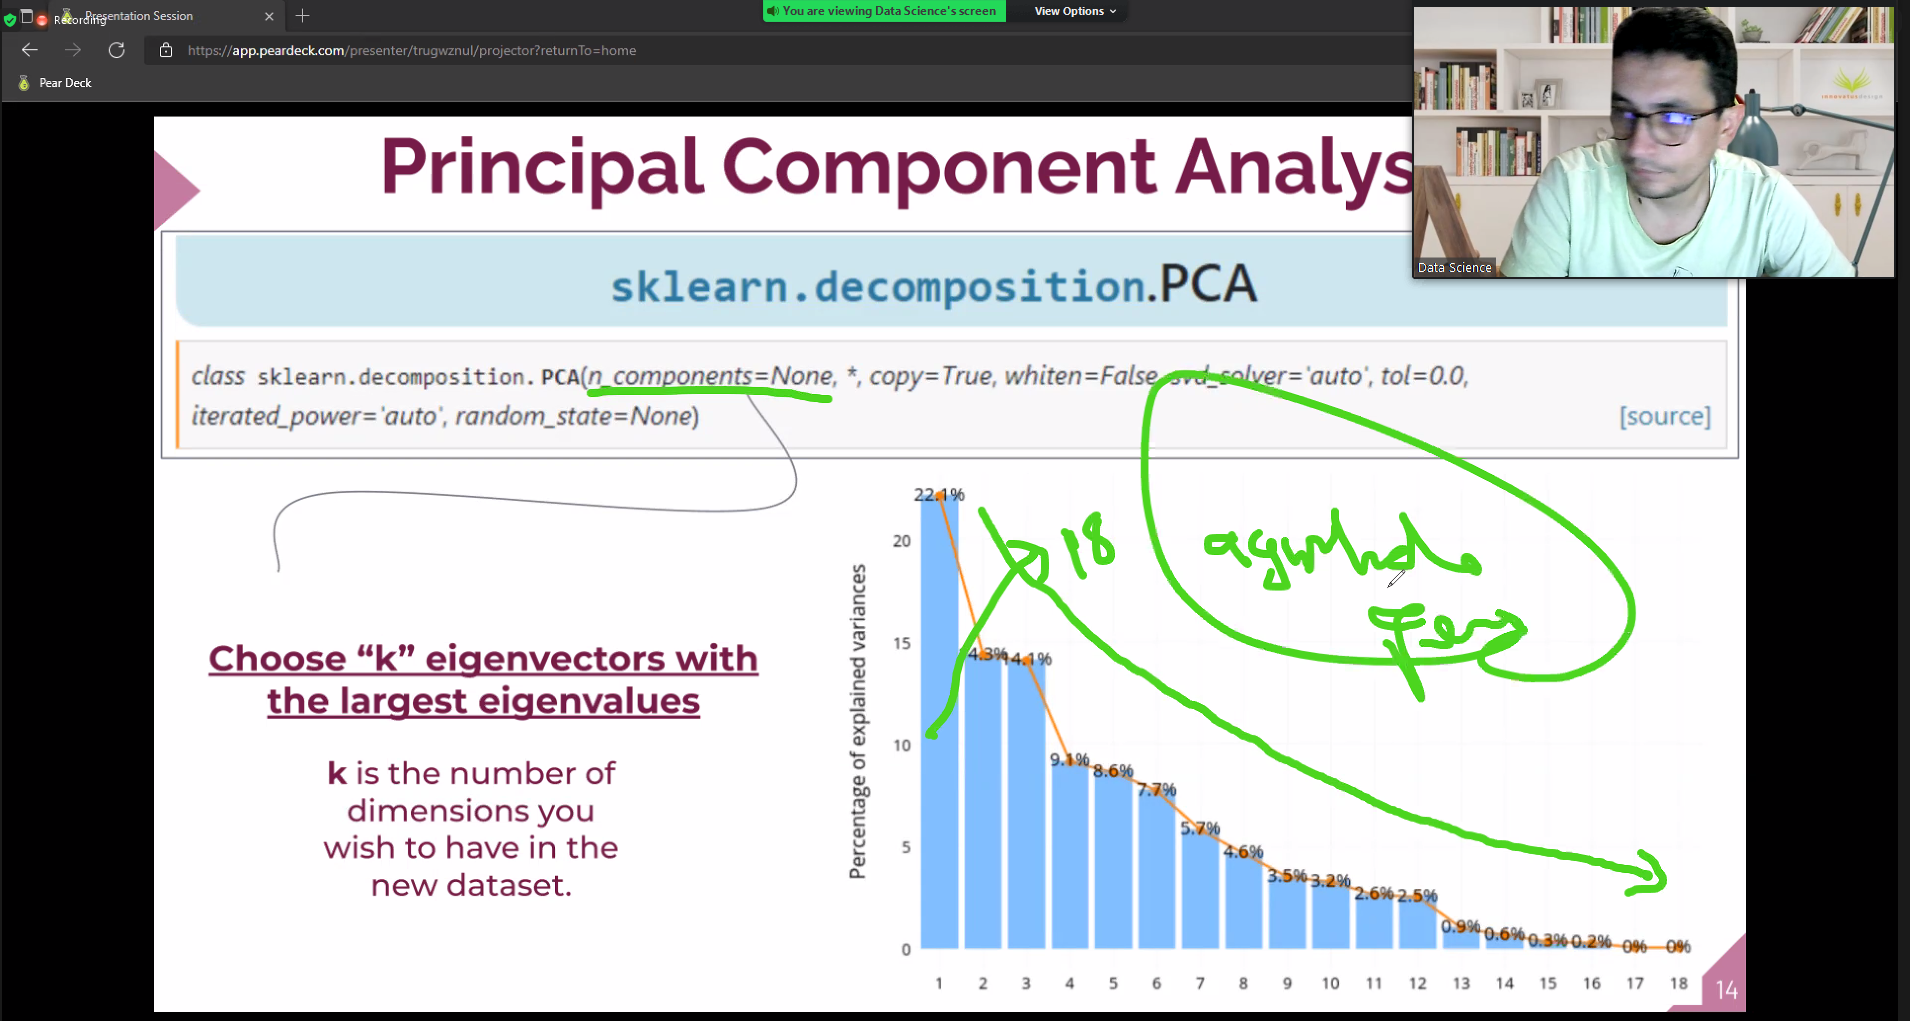 Recording
Presentation Session
You are viewing Data Science's screen
View Options
https://app.peardeck.com/presenter/trugwznul/projector?returnTo=home
Pear Deck
Data Science
Principal Component Analys
sklearn.decomposition.PCA
class sklearn.decomposition.PCA(n_components=None, *, copy=True, whiten=False, svd_solver='auto', tol=0.0,
iterated_power='auto', random_state=None)
[source]
Choose “k” eigenvectors with
the largest eigenvalues
k is the number of
dimensions you
wish to have in the
new dataset.
Percentage of explained variances
20
15
10
5
0
22.1%
14.3%
14.1%
9.1%
8.6%
7.7%
5.7%
4.6%
3.5%
3.2%
2.6%
2.5%
0.9%
0.6%
0.3%
0.2%
0%
0%
1 2 3 4 5 6 7 8 9 10 11 12 13 14 15 16 17 18
18
14